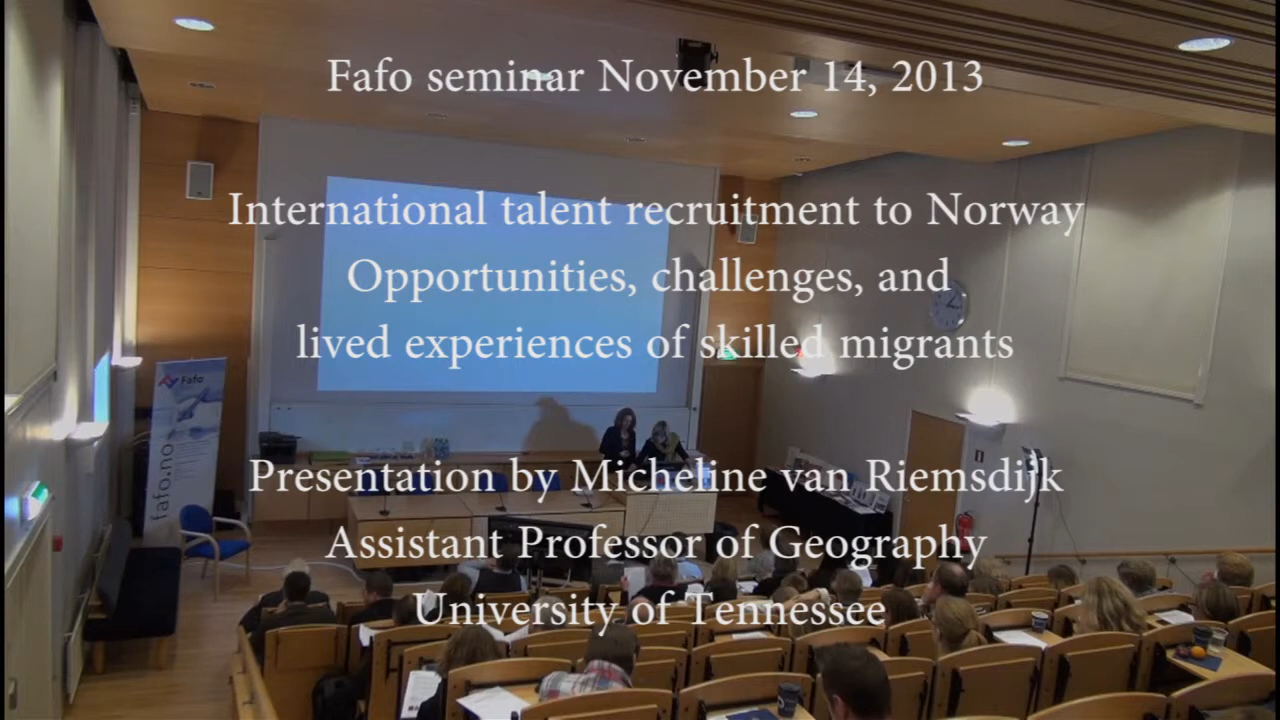 Fafo seminar November 14, 2013
International talent recruitment to Norway
Opportunities, challenges, and
lived experiences of skilled migrants
Presentation by Micheline van Riemsdijk
Assistant Professor of Geography
University of Tennessee
Fafo
fafo.no